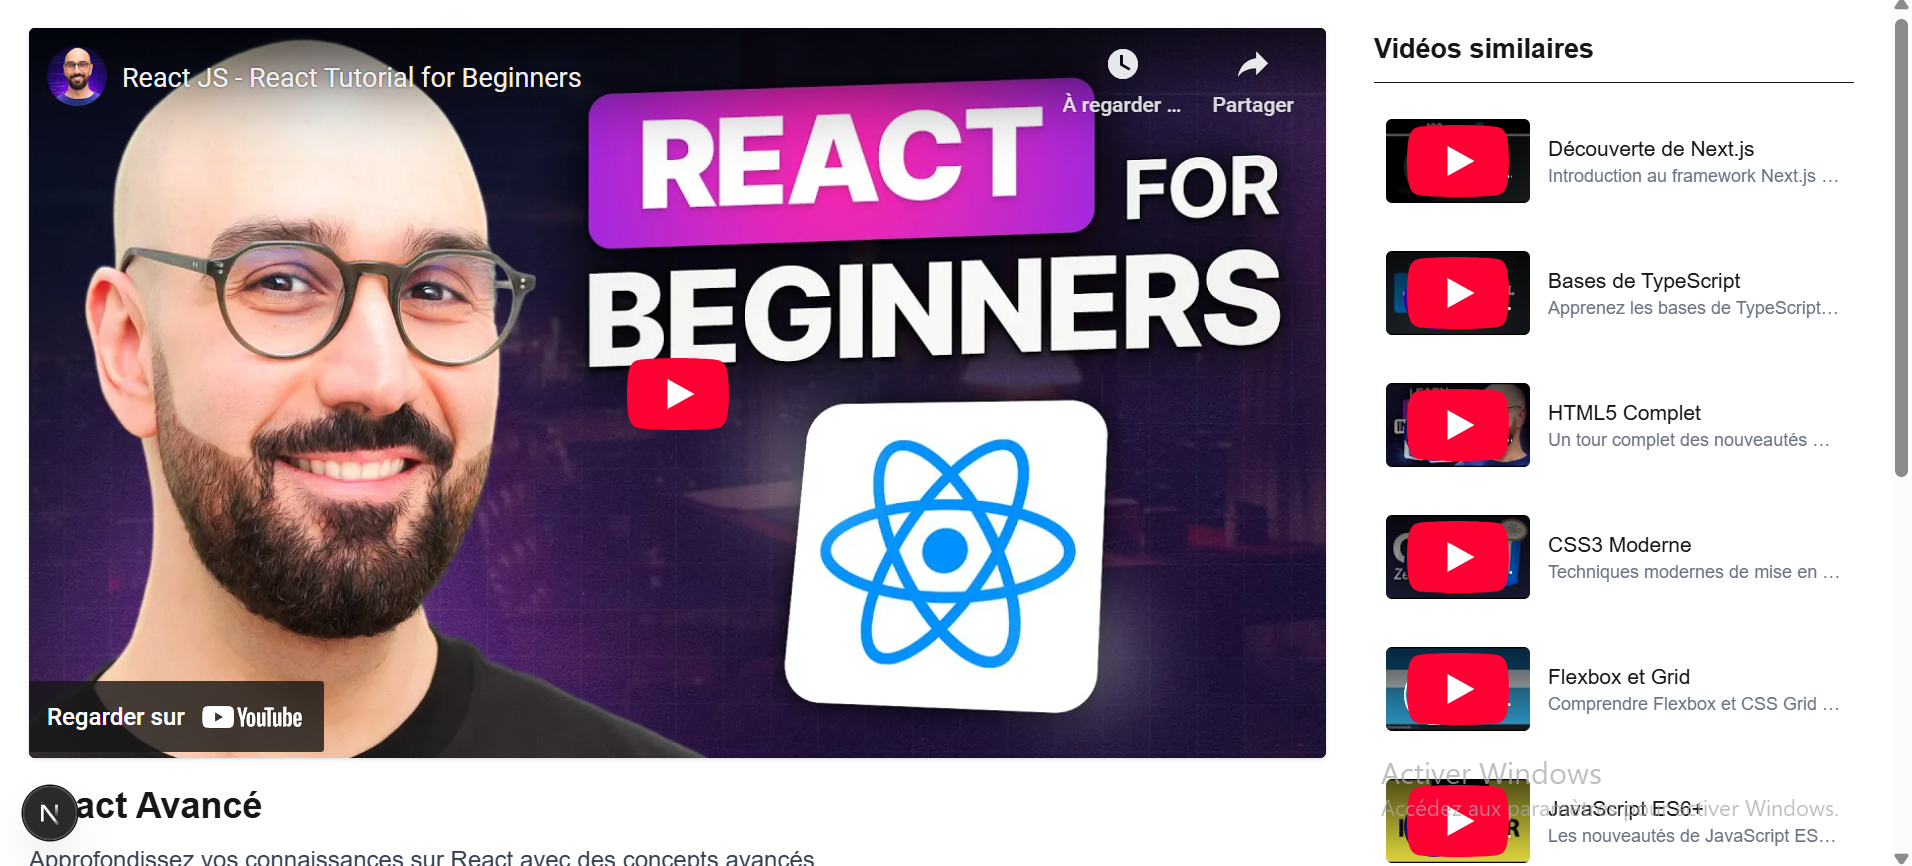 React JS - React Tutorial for Beginners
À regarder ...
Partager
REACT
FOR
BEGINNERS
Regarder sur YouTube
act Avancé
Approfondissez vos connaissances sur React avec des concepts avancés
Vidéos similaires
Découverte de Next.js
Introduction au framework Next.js ...
Bases de TypeScript
Apprenez les bases de TypeScript...
HTML5 Complet
Un tour complet des nouveautés ...
CSS3 Moderne
Techniques modernes de mise en ...
Flexbox et Grid
Comprendre Flexbox et CSS Grid ...
Activer Windows
Accédez aux paramètres pour activer Windows.
JavaScript ES6+
Les nouveautés de JavaScript ES...